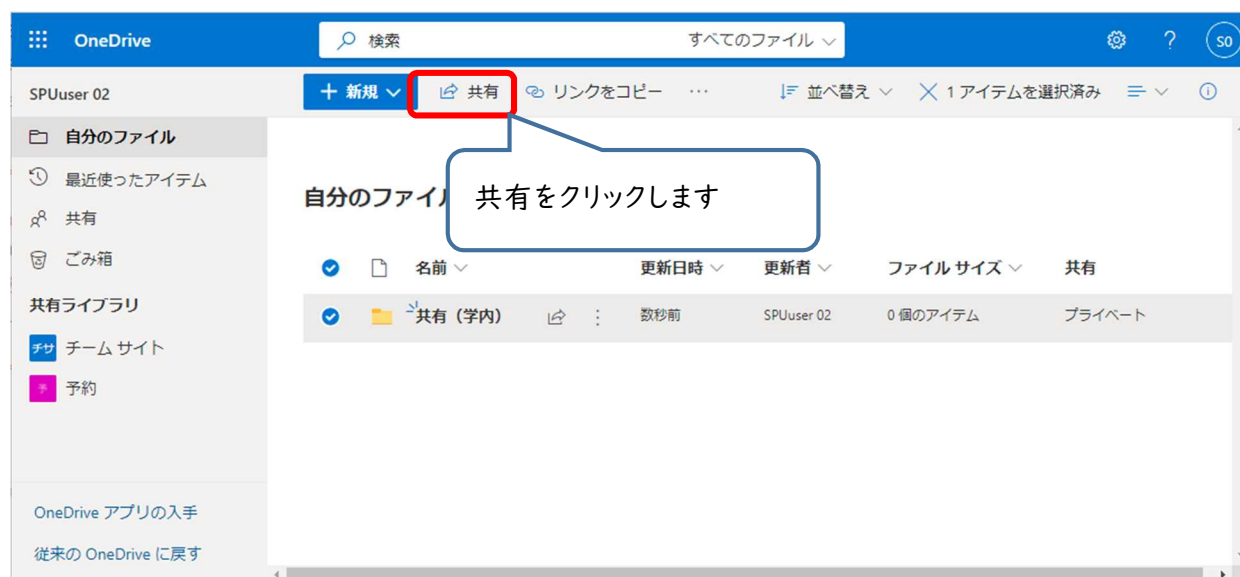 OneDrive
検索
すべてのファイル
SO
SPUuser 02
新規
共有
リンクをコピー
…
並べ替え
1 アイテムを選択済み
自分のファイル
最近使ったアイテム
共有
ごみ箱
共有ライブラリ
チサ チーム サイト
予 予約
OneDrive アプリの入手
従来の OneDrive に戻す
共有をクリックします
自分のファイ
名前 更新日時 更新者 ファイル サイズ 共有
共有（学内） 数秒前 SPUuser 02 0 個のアイテム プライベート